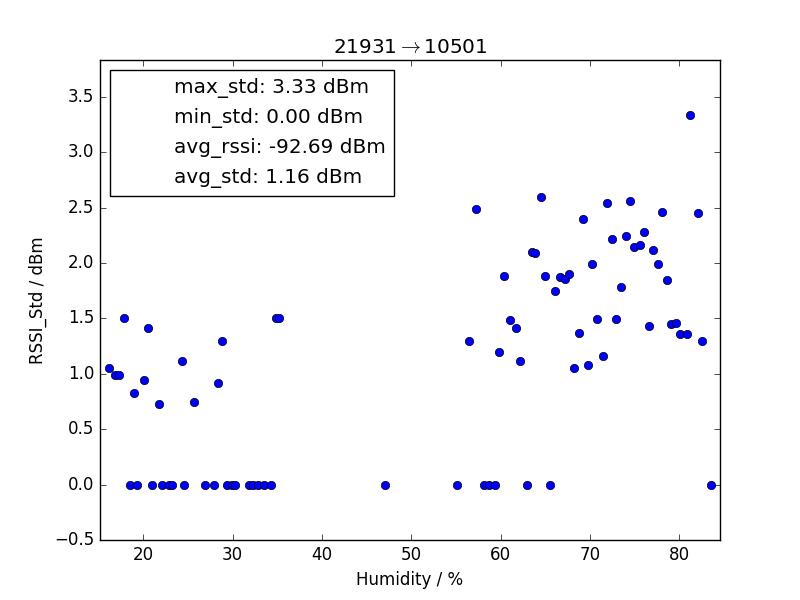 21931→10501
max_std: 3.33 dBm
min_std: 0.00 dBm
avg_rssi: -92.69 dBm
avg_std: 1.16 dBm
3.5
3.0
2.5
2.0
1.5
1.0
0.5
0.0
−0.5
RSSI_Std / dBm
20 30 40 50 60 70 80
Humidity / %